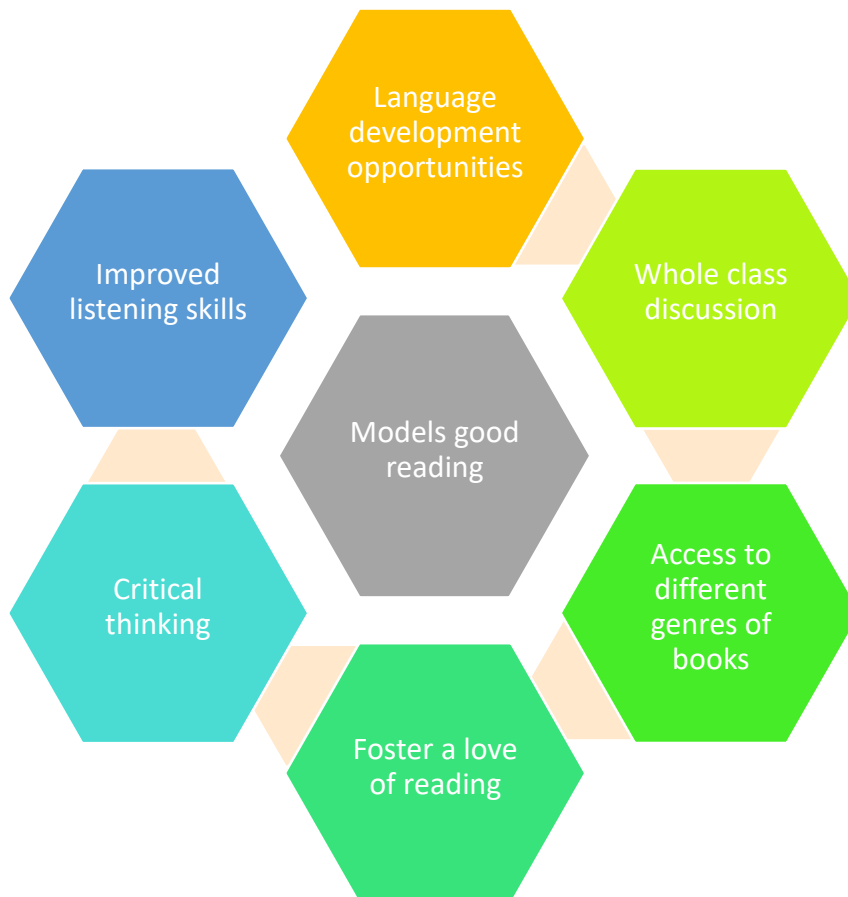 Language
development
opportunities
Improved
listening skills
Whole class
discussion
Models good
reading
Critical
thinking
Access to
different
genres of
books
Foster a love
of reading